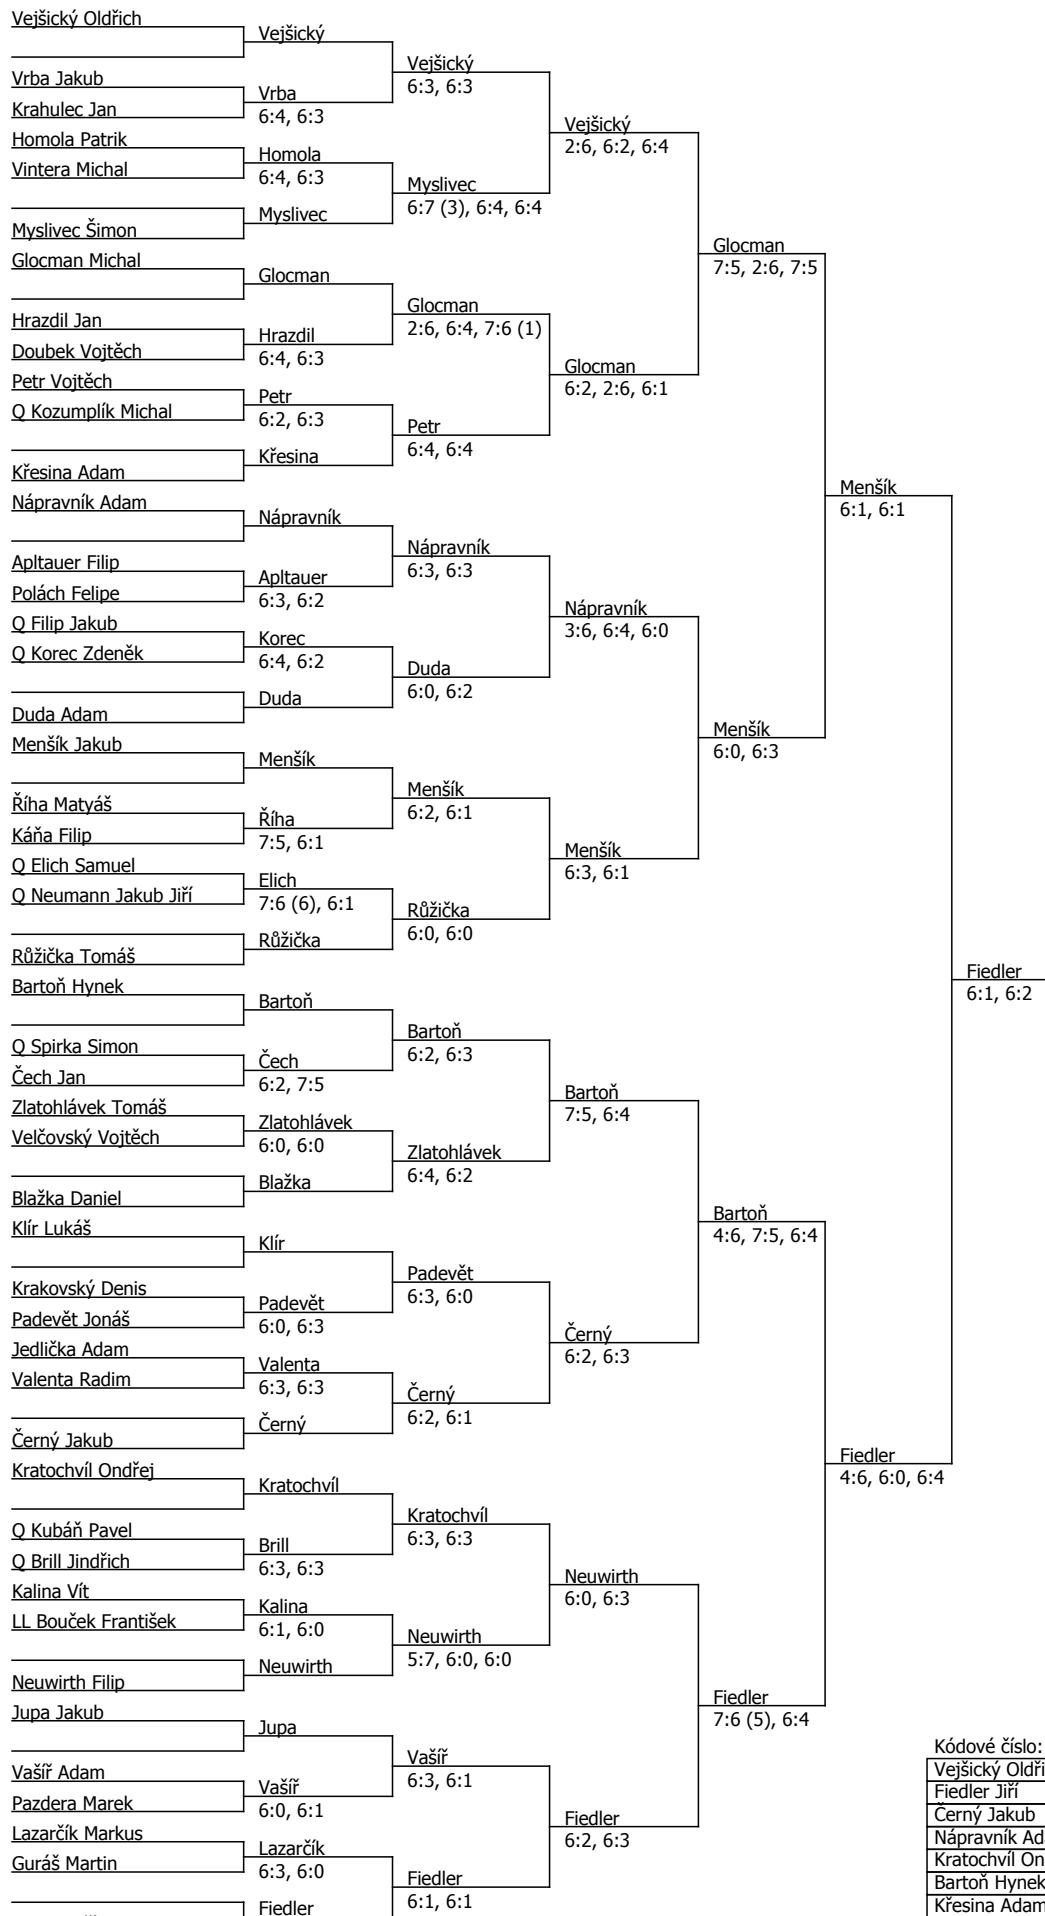 Vejšický Oldřich
Vrba Jakub
Krahulec Jan
Homola Patrik
Vintera Michal
Myslivec Šimon
Glocman Michal
Hrazdil Jan
Doubek Vojtěch
Petr Vojtěch
Q Kozumplík Michal
Křesina Adam
Nápravník Adam
Apltauer Filip
Polách Felipe
Q Filip Jakub
Q Korec Zdeněk
Duda Adam
Menšík Jakub
Říha Matyáš
Káňa Filip
Q Elich Samuel
Q Neumann Jakub Jiří
Růžička Tomáš
Bartoň Hynek
Q Spirka Simon
Čech Jan
Zlatohlávek Tomáš
Velčovský Vojtěch
Blažka Daniel
Klír Lukáš
Krakovský Denis
Padevět Jonáš
Jedlička Adam
Valenta Radim
Černý Jakub
Kratochvíl Ondřej
Q Kubáň Pavel
Q Brill Jindřich
Kalina Vít
LL Bouček František
Neuwirth Filip
Jupa Jakub
Vašíř Adam
Pazdera Marek
Lazarčík Markus
Guráš Martin
Vejšický
Vrba
6:4, 6:3
Homola
6:4, 6:3
Myslivec
Glocman
Hrazdil
6:4, 6:3
Petr
6:2, 6:3
Křesina
Nápravník
Apltauer
6:3, 6:2
Korec
6:4, 6:2
Duda
Menšík
Říha
7:5, 6:1
Elich
7:6 (6), 6:1
Růžička
Bartoň
Čech
6:2, 7:5
Zlatohlávek
6:0, 6:0
Blažka
Klír
Padevět
6:0, 6:3
Valenta
6:3, 6:3
Černý
Kratochvíl
Brill
6:3, 6:3
Kalina
6:1, 6:0
Neuwirth
Jupa
Vašíř
6:0, 6:1
Lazarčík
6:3, 6:0
Fiedler
Vejšický
6:3, 6:3
Myslivec
6:7 (3), 6:4, 6:4
Glocman
2:6, 6:4, 7:6 (1)
Petr
6:4, 6:4
Nápravník
6:3, 6:3
Duda
6:0, 6:2
Menšík
6:2, 6:1
Růžička
6:0, 6:0
Bartoň
6:2, 6:3
Zlatohlávek
6:4, 6:2
Padevět
6:3, 6:0
Černý
6:2, 6:1
Kratochvíl
6:3, 6:3
Neuwirth
5:7, 6:0, 6:0
Vašíř
6:3, 6:1
Fiedler
6:1, 6:1
Vejšický
2:6, 6:2, 6:4
Glocman
6:2, 2:6, 6:1
Nápravník
3:6, 6:4, 6:0
Menšík
6:3, 6:1
Bartoň
7:5, 6:4
Černý
6:2, 6:3
Neuwirth
6:0, 6:3
Fiedler
6:2, 6:3
Glocman
7:5, 2:6, 7:5
Menšík
6:0, 6:3
Bartoň
4:6, 7:5, 6:4
Fiedler
7:6 (5), 6:4
Menšík
6:1, 6:1
Fiedler
4:6, 6:0, 6:4
Fiedler
6:1, 6:2
Kódové číslo:
Vejšický Oldři
Fiedler Jiří
Černý Jakub
Nápravník Ad
Kratochvíl On
Bartoň Hynek
Křesina Adam